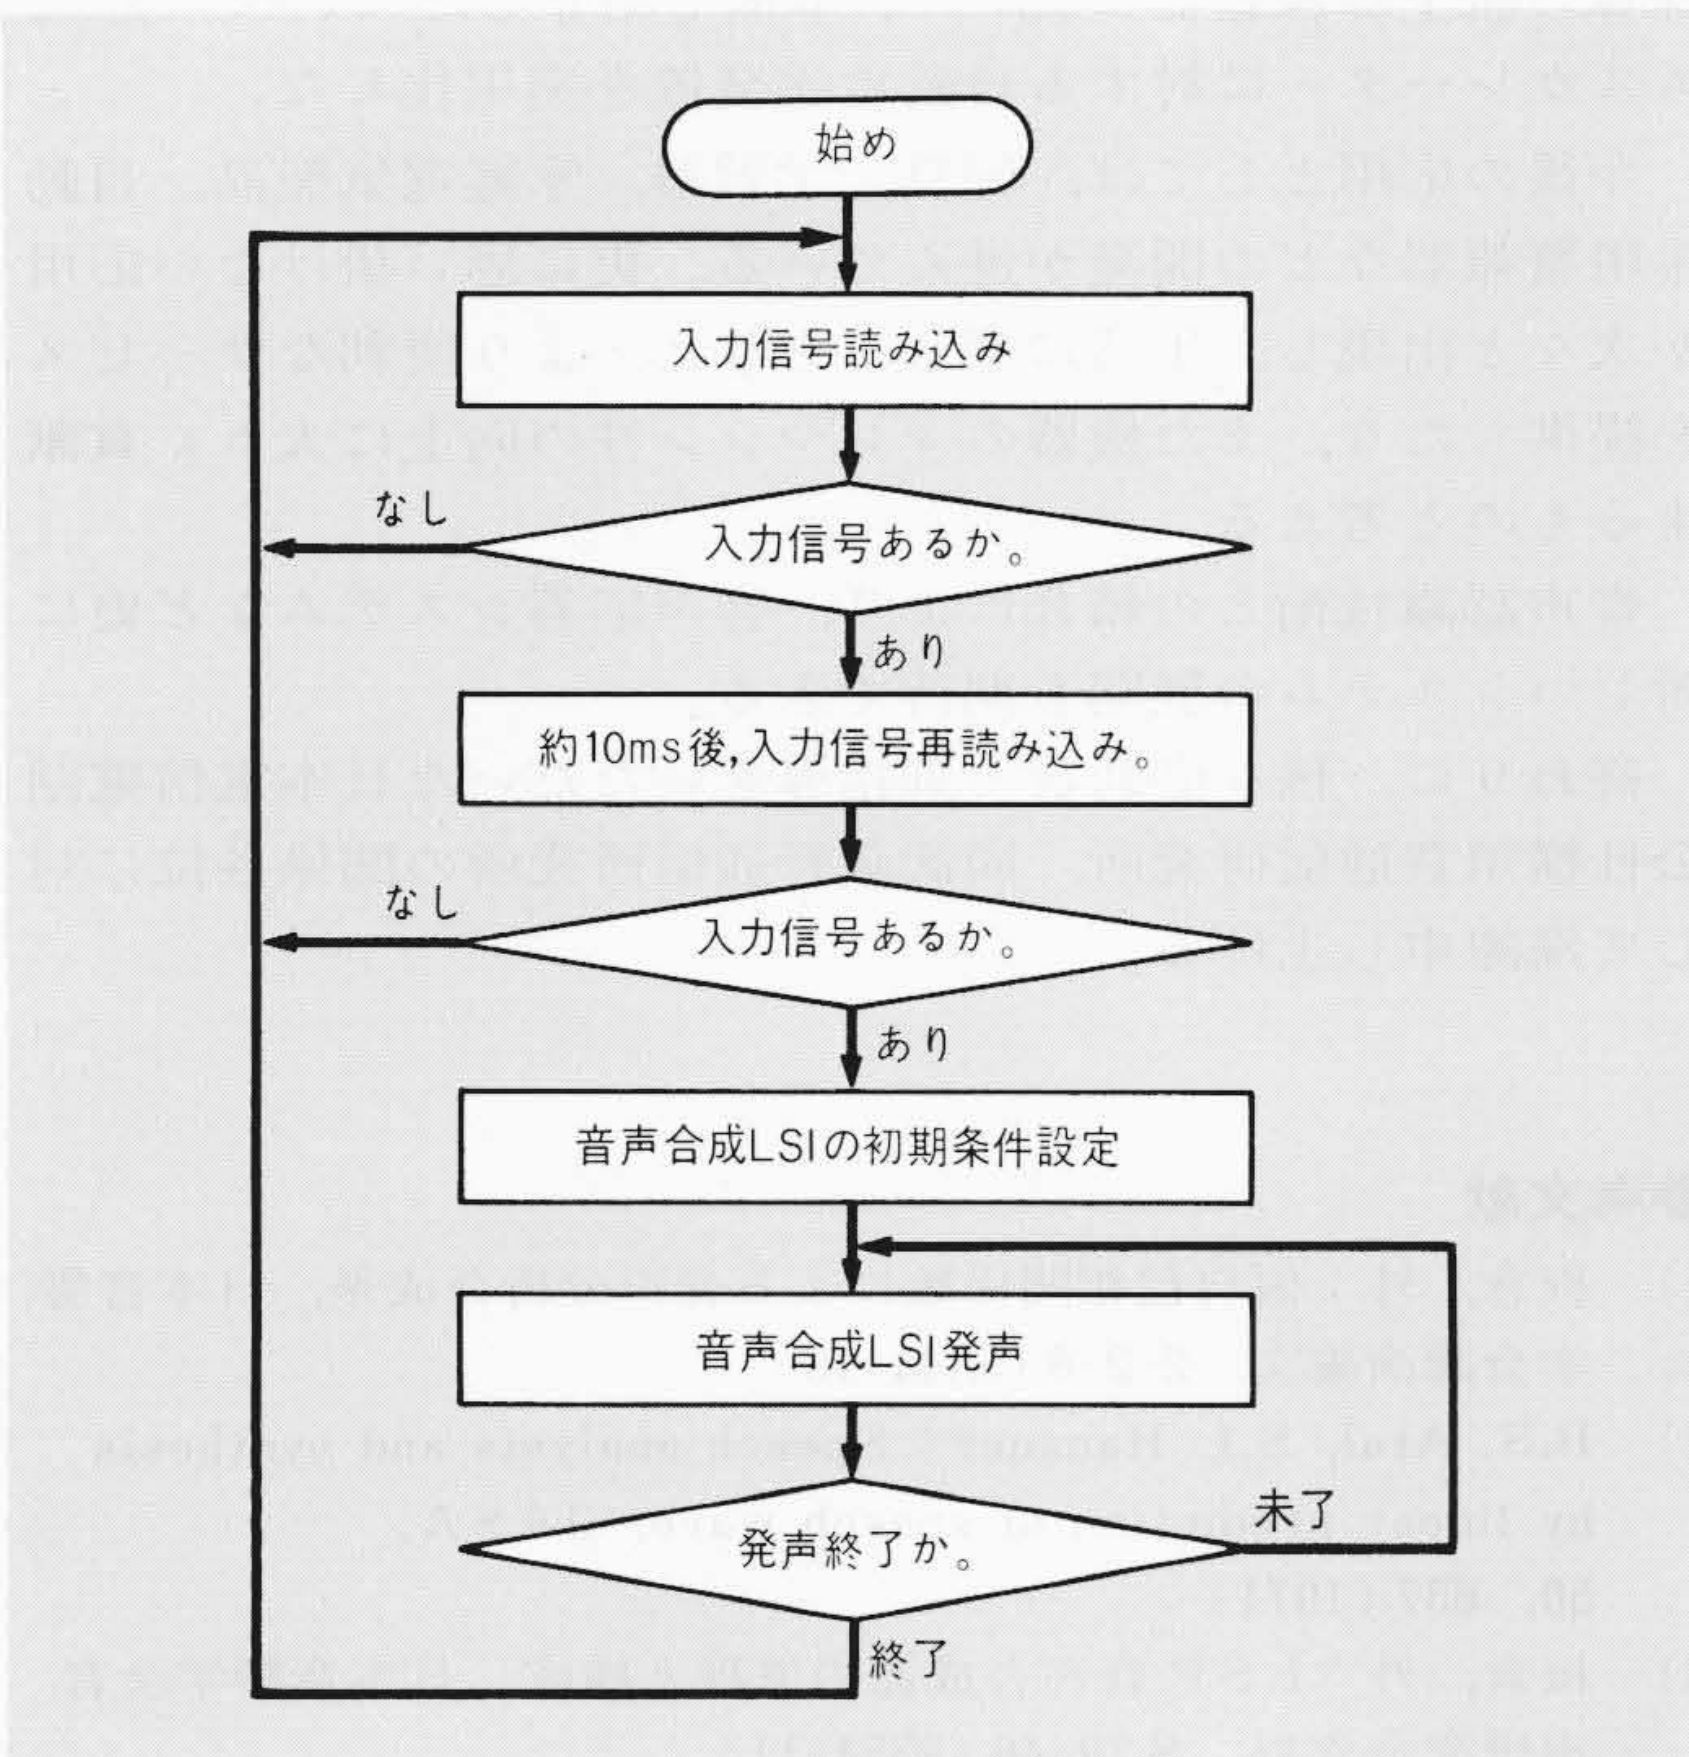 始め
入力信号読み込み
なし
入力信号あるか。
あり
約10ms後,入力信号再読み込み。
なし
入力信号あるか。
あり
音声合成LSIの初期条件設定
音声合成LSI発声
発声終了か。
未了
終了